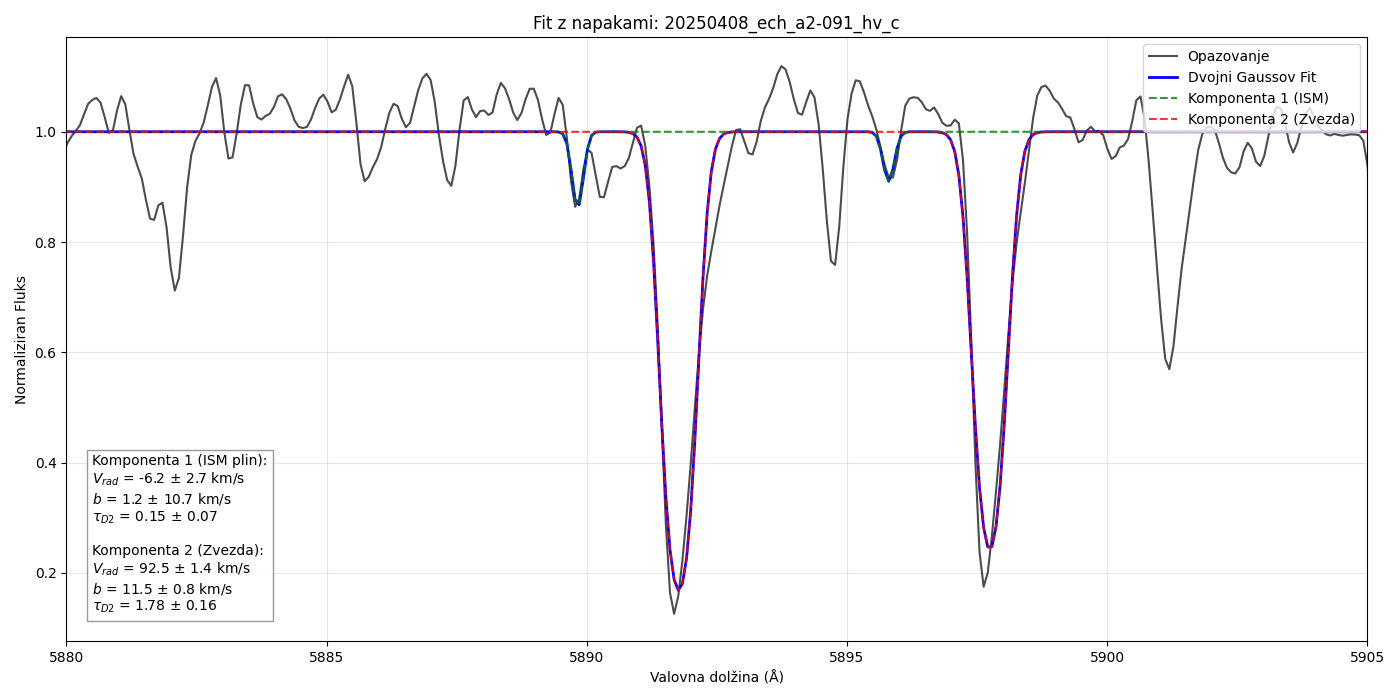 Fit z napakami: 20250408_ech_a2-091_hv_c
Opazovanje
Dvojni Gaussov Fit
Komponenta 1 (ISM)
Komponenta 2 (Zvezda)
Normaliziran Fluks
1.0
0.8
0.6
0.4
0.2
Komponenta 1 (ISM plin):
V_rad = -6.2 ± 2.7 km/s
b = 1.2 ± 10.7 km/s
τ_D2 = 0.15 ± 0.07
Komponenta 2 (Zvezda):
V_rad = 92.5 ± 1.4 km/s
b = 11.5 ± 0.8 km/s
τ_D2 = 1.78 ± 0.16
5880 5885 5890 5895 5900 5905
Valovna dolžina (Å)